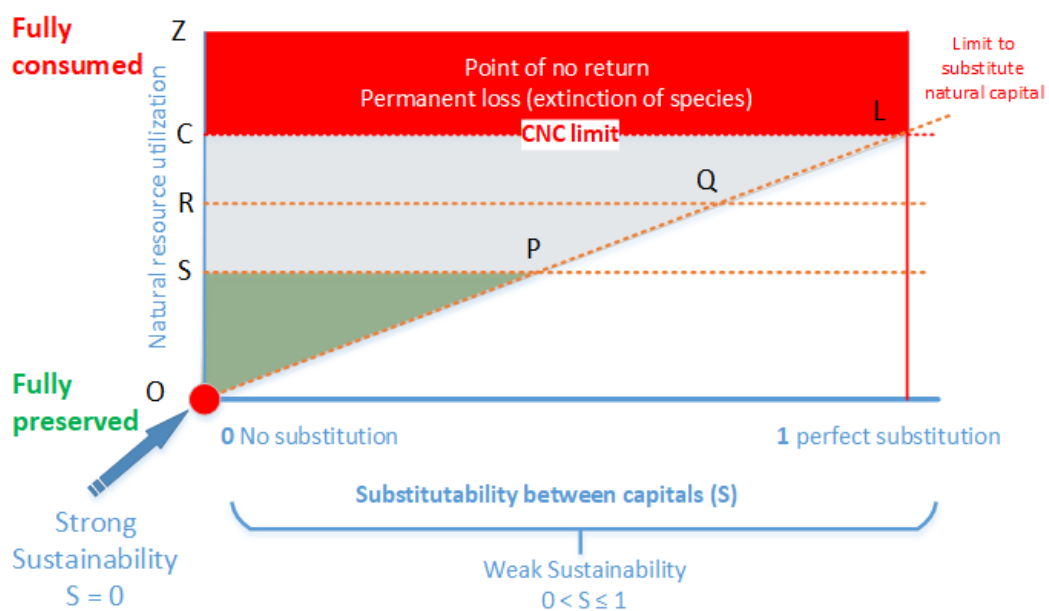 Fully
consumed
Z
Natural resource utilization
Point of no return
Permanent loss (extinction of species)
CNC limit
Limit to
substitute
natural capital
L
C
R
Q
S
P
Fully
preserved
O
0 No substitution
1 perfect substitution
Substitutability between capitals (S)
Strong
Sustainability
S = 0
Weak Sustainability
0 < S ≤ 1